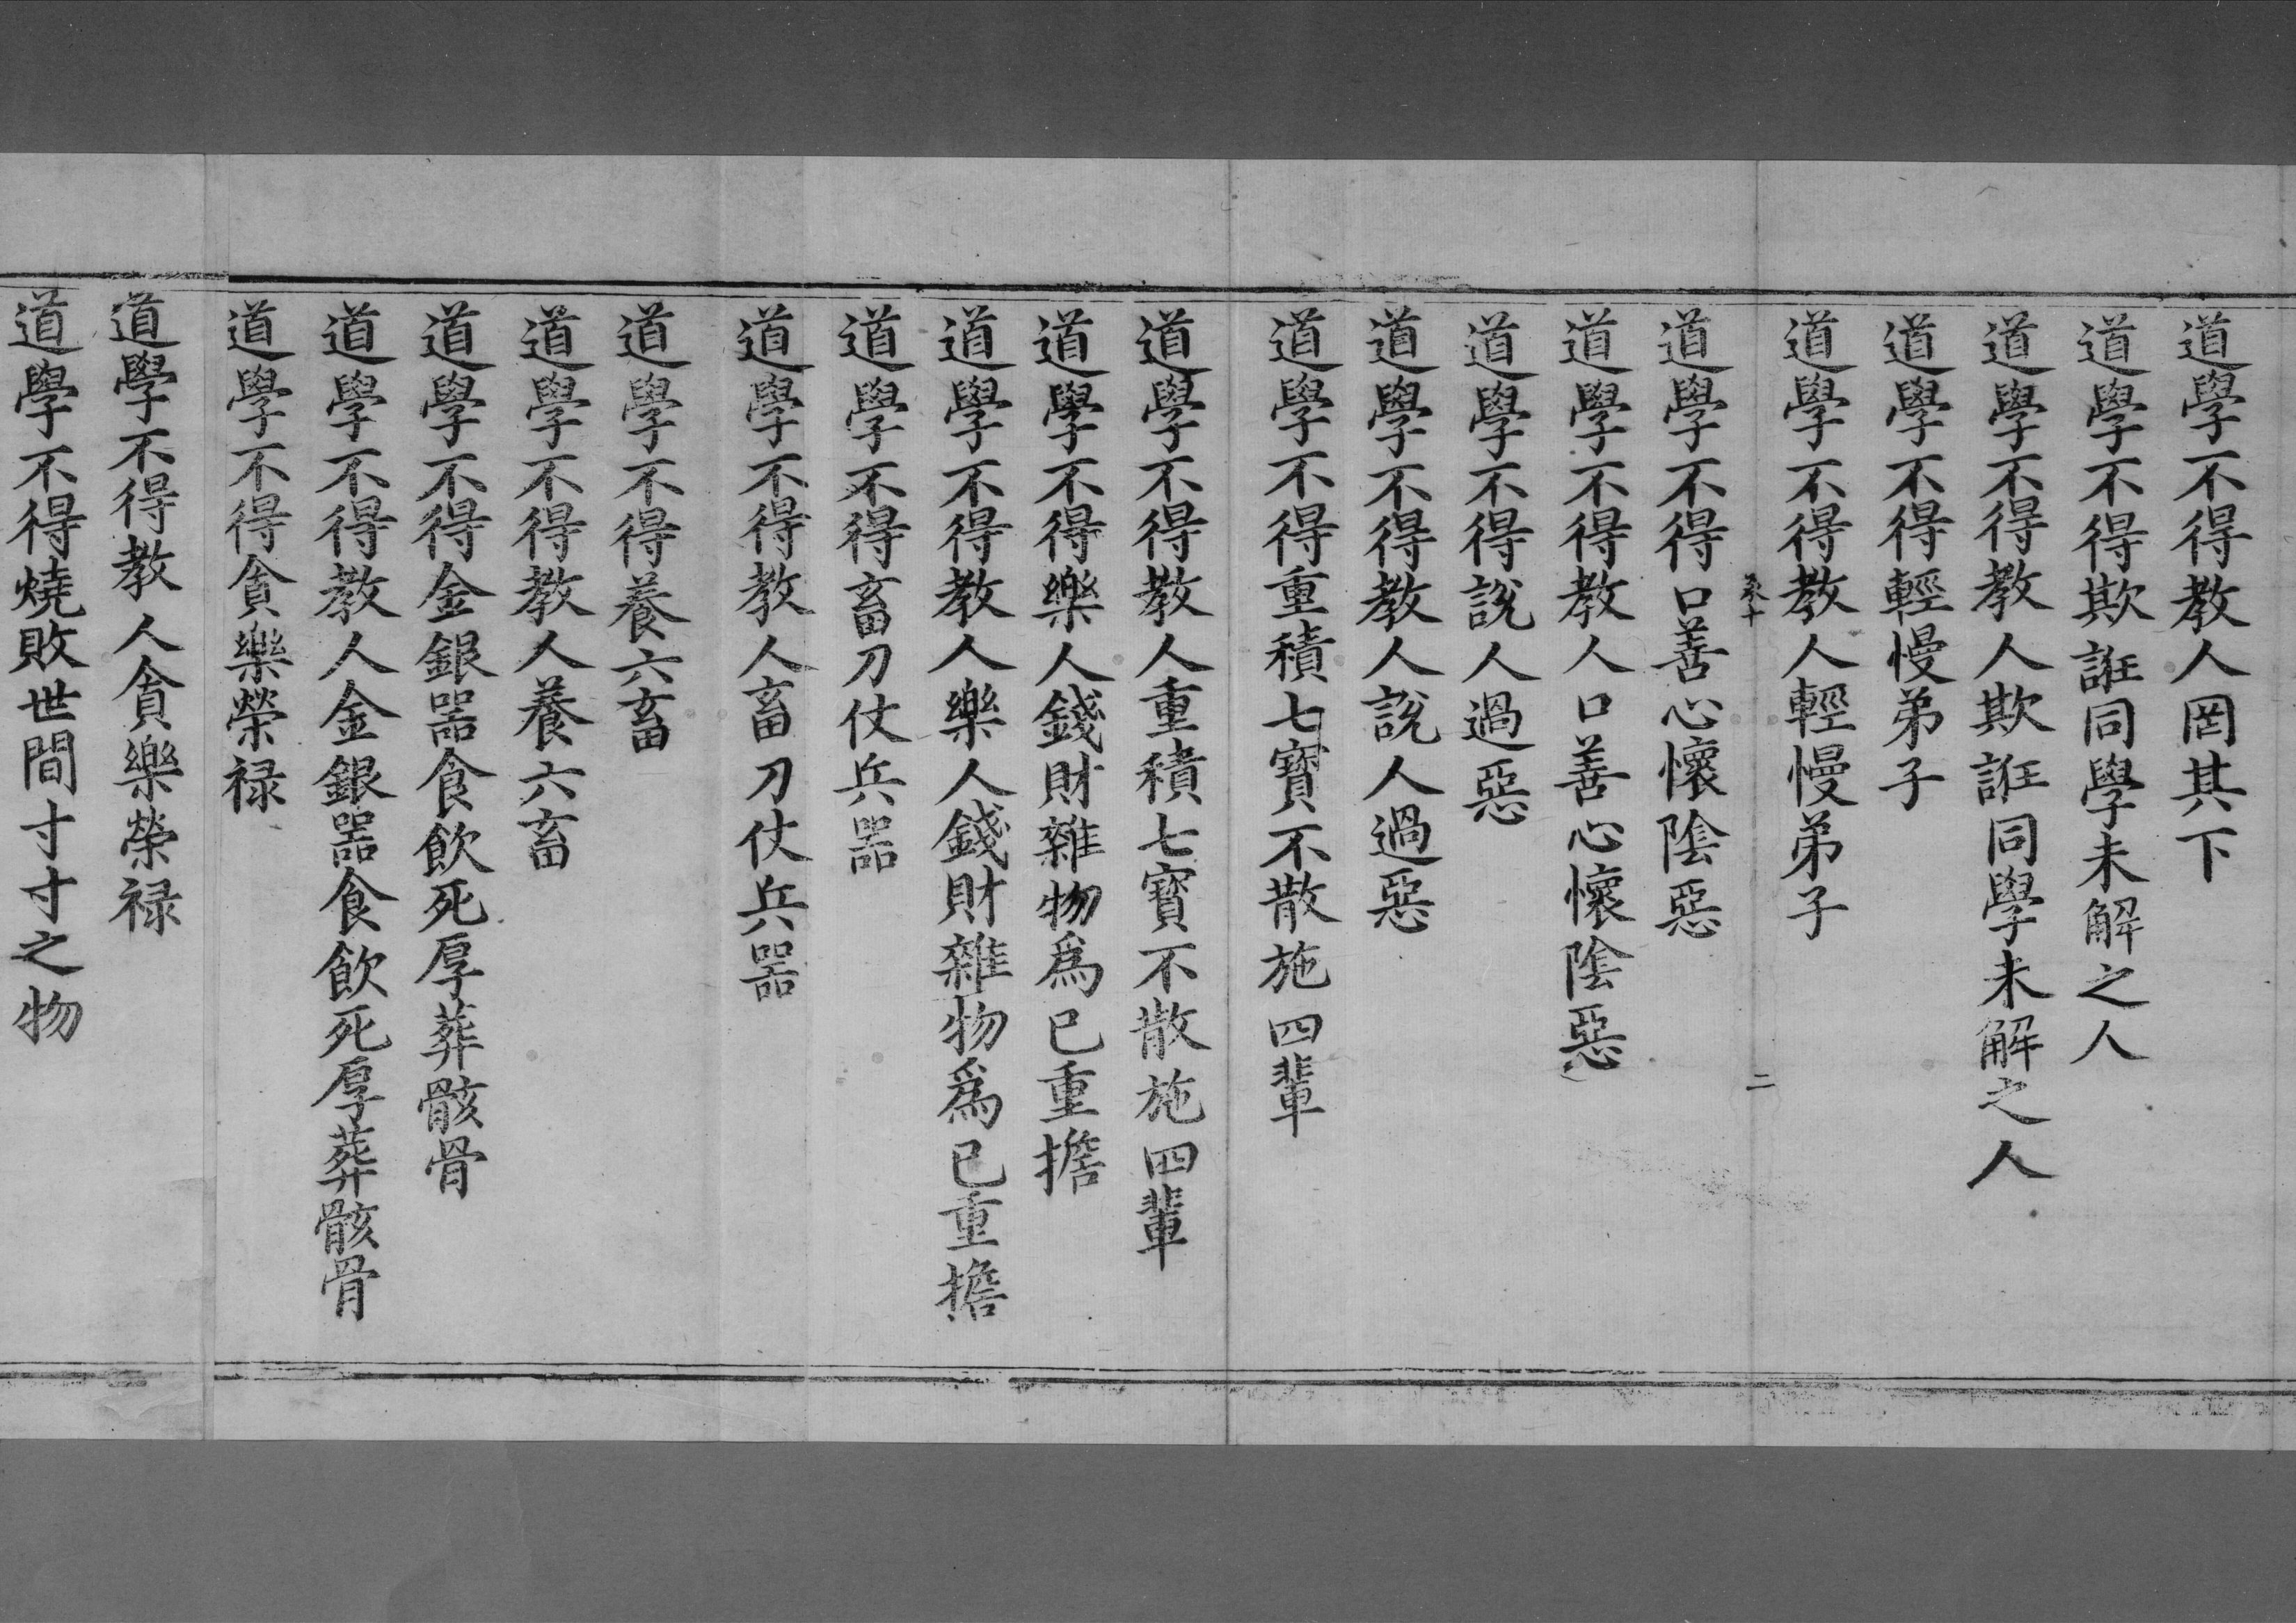 道學不得教人罔其下
道學不得欺誑同學未解之人
道學不得教人欺誑同學未解之人
道學不得輕慢弟子
道學不得教人輕慢弟子
二
道學不得口善心懷陰惡
道學不得教人口善心懷陰惡
道學不得說人過惡
道學不得教人說人過惡
道學不得重積七寶不散施四輩
道學不得教人重積七寶不散施四輩
道學不得樂人錢財雜物爲已重擔
道學不得教人樂人錢財雜物爲已重擔
道學不得畜刀仗兵器
道學不得教人畜刀仗兵器
道學不得養六畜
道學不得教人養六畜
道學不得金銀器食飲死厚葬骸骨
道學不得教人金銀器食飲死厚葬骸骨
道學不得貪樂榮禄
道學不得教人貪樂榮禄
道學不得燒敗世間寸寸之物